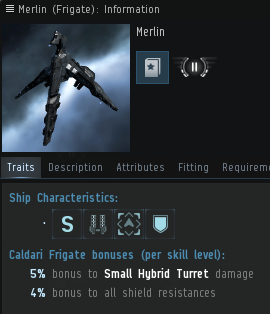 Merlin (Frigate): Information
Merlin
Traits Description Attributes Fitting Requirem
Ship Characteristics:
S
Caldari Frigate bonuses (per skill level):
5% bonus to Small Hybrid Turret damage
4% bonus to all shield resistances